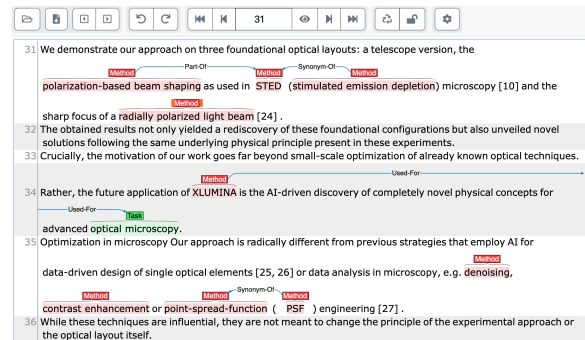 31
31 We demonstrate our approach on three foundational optical layouts: a telescope version, the
Part-Of Synonym-Of
Method Method Method
polarization-based beam shaping as used in STED (stimulated emission depletion) microscopy [10] and the
Method
sharp focus of a radially polarized light beam [24] .
32 The obtained results not only yielded a rediscovery of these foundational configurations but also unveiled novel
solutions following the same underlying physical principle present in these experiments.
33 Crucially, the motivation of our work goes far beyond small-scale optimization of already known optical techniques.
Used-For
Method
34 Rather, the future application of XLUMINA is the AI-driven discovery of completely novel physical concepts for
Used-For
Task
advanced optical microscopy.
35 Optimization in microscopy Our approach is radically different from previous strategies that employ AI for
Method
data-driven design of single optical elements [25, 26] or data analysis in microscopy, e.g. denoising,
Synonym-Of
Method Method Method
contrast enhancement or point-spread-function ( PSF ) engineering [27] .
36 While these techniques are influential, they are not meant to change the principle of the experimental approach or
the optical layout itself.